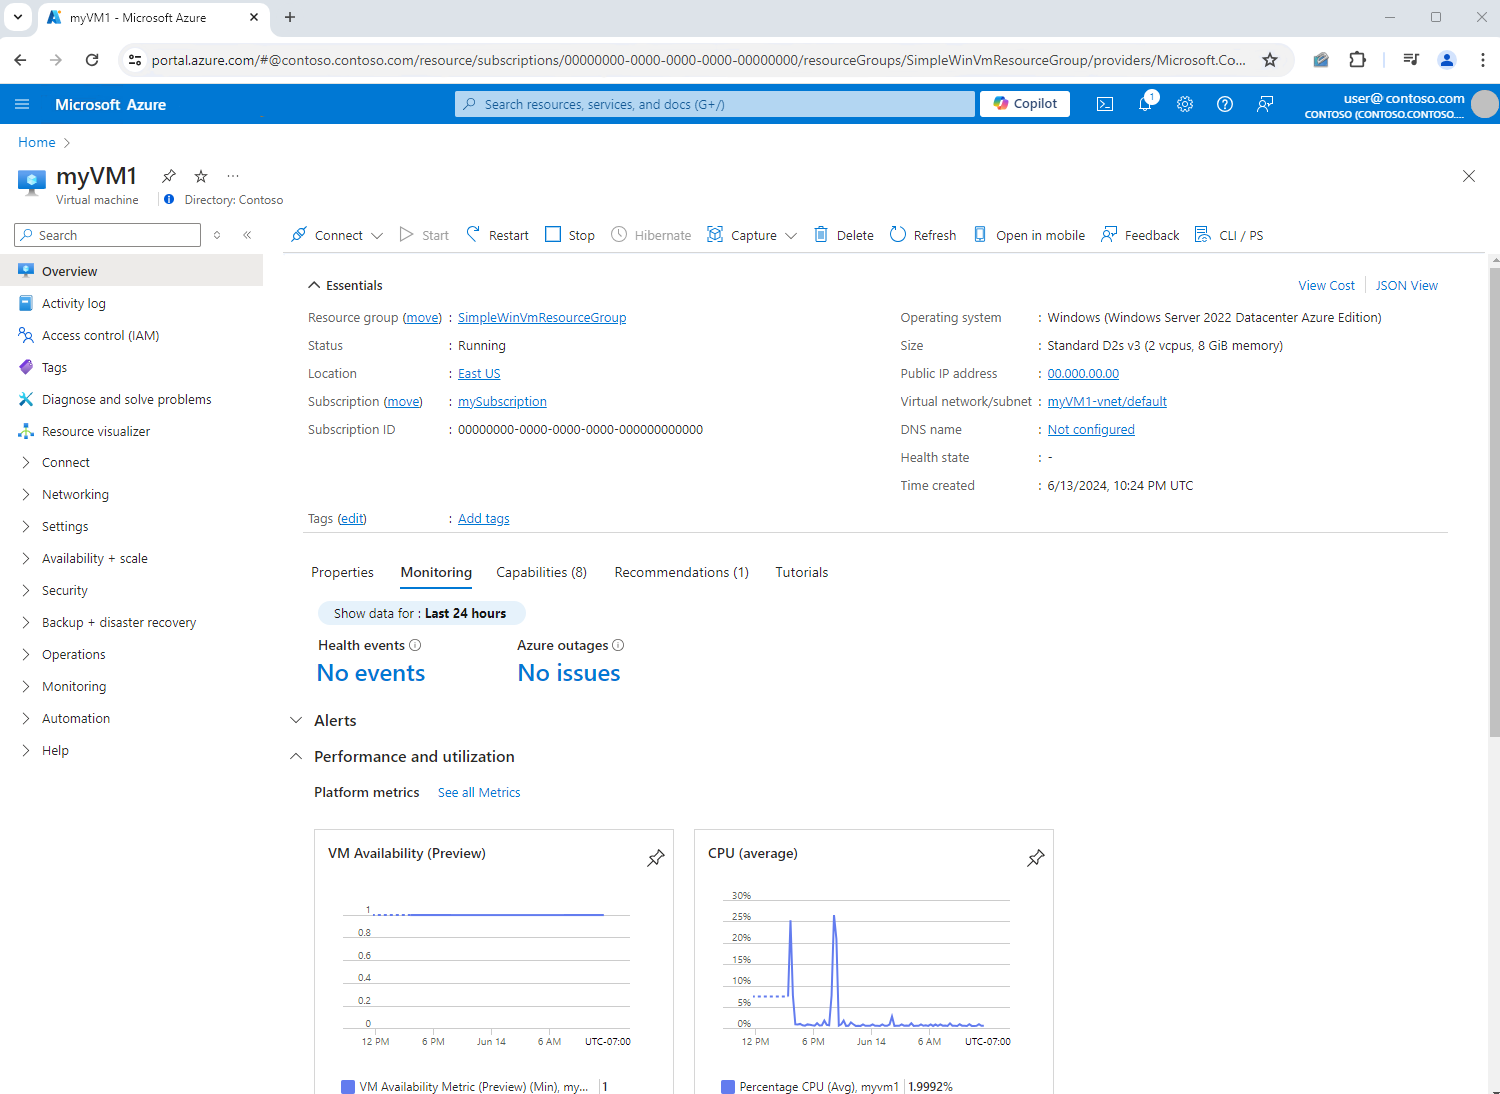 myVM1 - Microsoft Azure
portal.azure.com/#@contoso.contoso.com/resource/subscriptions/00000000-0000-0000-0000-00000000/resourceGroups/SimpleWinVmResourceGroup/providers/Microsoft.Co...
Microsoft Azure
Search resources, services, and docs (G+/)
Copilot
1
user@contoso.com
CONTOSO (CONTOSO.CONTOSO....
Home
myVM1
Virtual machine
Directory: Contoso
Search
Connect
Start
Restart
Stop
Hibernate
Capture
Delete
Refresh
Open in mobile
Feedback
CLI / PS
Overview
Activity log
Access control (IAM)
Tags
Diagnose and solve problems
Resource visualizer
Connect
Networking
Settings
Availability + scale
Security
Backup + disaster recovery
Operations
Monitoring
Automation
Help
Essentials
View Cost
JSON View
Resource group (move) : SimpleWinVmResourceGroup
Status : Running
Location : East US
Subscription (move) : mySubscription
Subscription ID : 00000000-0000-0000-0000-000000000000
Operating system : Windows (Windows Server 2022 Datacenter Azure Edition)
Size : Standard D2s v3 (2 vcpus, 8 GiB memory)
Public IP address : 00.000.00.00
Virtual network/subnet : myVM1-vnet/default
DNS name : Not configured
Health state : -
Time created : 6/13/2024, 10:24 PM UTC
Tags (edit) : Add tags
Properties
Monitoring
Capabilities (8)
Recommendations (1)
Tutorials
Show data for : Last 24 hours
Health events
No events
Azure outages
No issues
Alerts
Performance and utilization
Platform metrics
See all Metrics
VM Availability (Preview)
1
0.8
0.6
0.4
0.2
0
12 PM 6 PM Jun 14 6 AM UTC-07:00
VM Availability Metric (Preview) (Min), my... 1
CPU (average)
30%
25%
20%
15%
10%
5%
0%
12 PM 6 PM Jun 14 6 AM UTC-07:00
Percentage CPU (Avg), myvm1 1.9992%